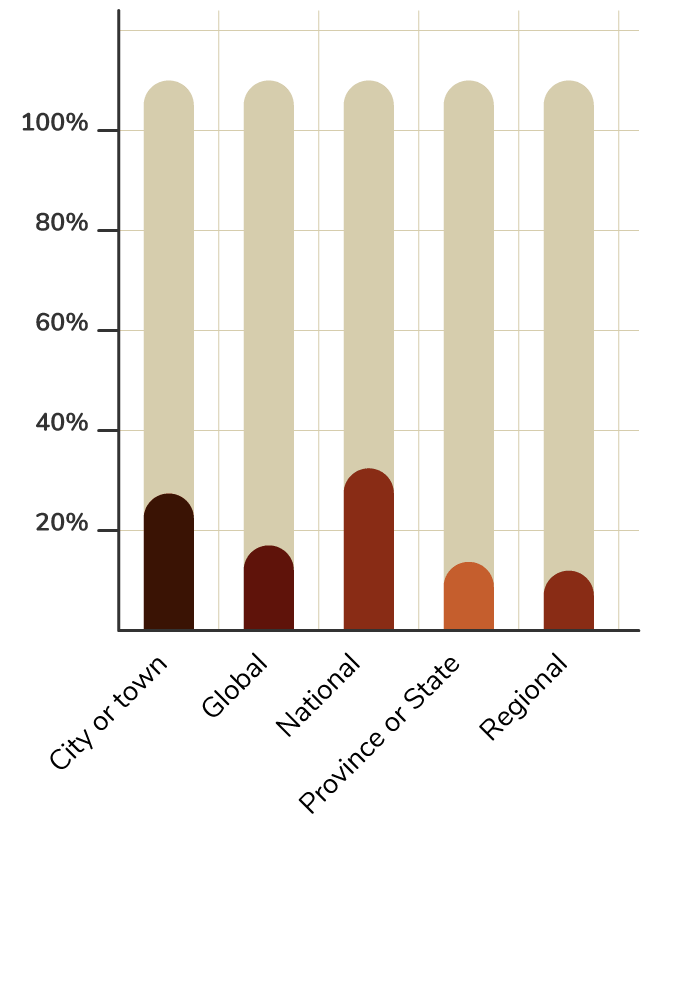 100%
80%
60%
40%
20%
City or town
Global
National
Province or State
Regional